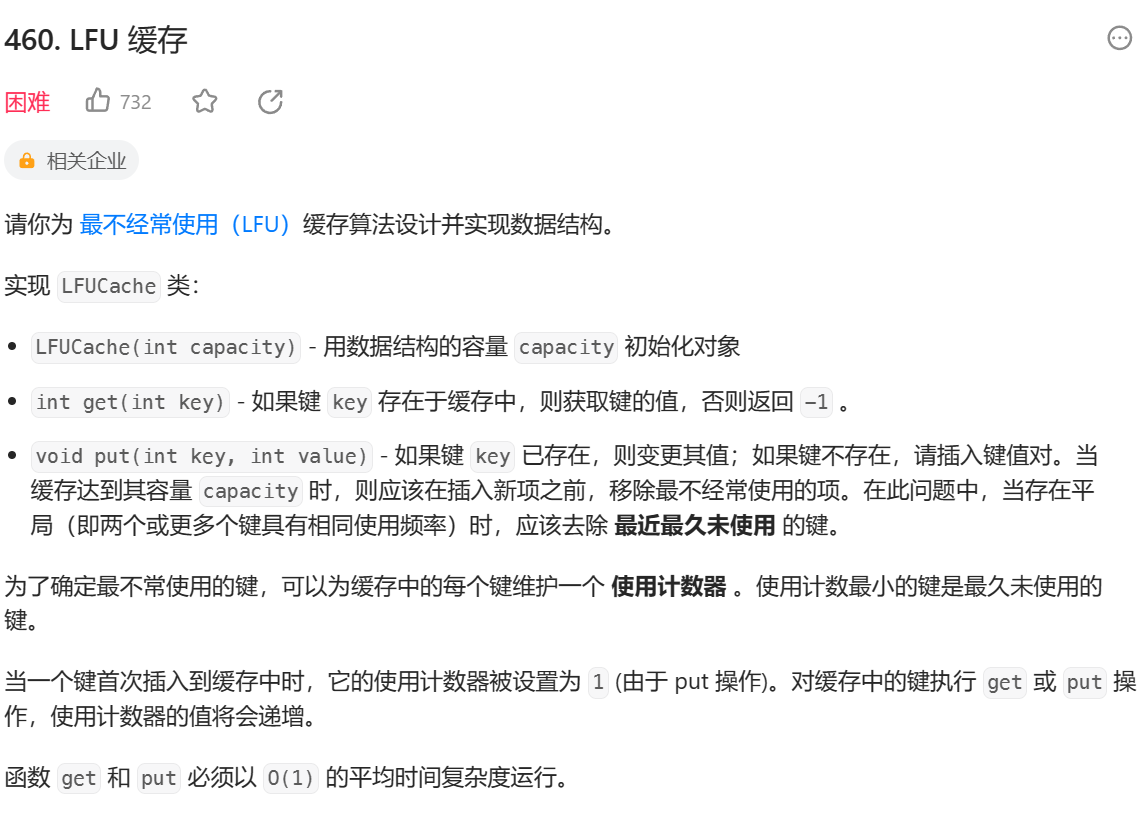 460. LFU 缓存
困难 732
相关企业
请你为 最不经常使用（LFU）缓存算法设计并实现数据结构。
实现 LFUCache 类：
• LFUCache(int capacity) - 用数据结构的容量 capacity 初始化对象
• int get(int key) - 如果键 key 存在于缓存中，则获取键的值，否则返回 -1 。
• void put(int key, int value) - 如果键 key 已存在，则变更其值；如果键不存在，请插入键值对。当
缓存达到其容量 capacity 时，则应该在插入新项之前，移除最不经常使用的项。在此问题中，当存在平
局（即两个或更多个键具有相同使用频率）时，应该去除 最近最久未使用 的键。
为了确定最不常使用的键，可以为缓存中的每个键维护一个 使用计数器 。使用计数最小的键是最久未使用的
键。
当一个键首次插入到缓存中时，它的使用计数器被设置为 1 (由于 put 操作)。对缓存中的键执行 get 或 put 操
作，使用计数器的值将会递增。
函数 get 和 put 必须以 O(1) 的平均时间复杂度运行。